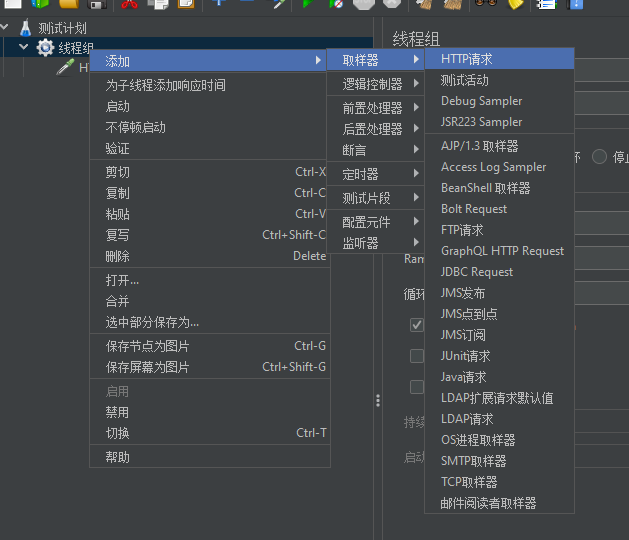 测试计划
线程组
线程组
添加
为子线程添加响应时间
启动
不停顿启动
验证
剪切 Ctrl-X
复制 Ctrl-C
粘贴 Ctrl-V
复写 Ctrl+Shift-C
删除 Delete
打开...
合并
选中部分保存为...
保存节点为图片 Ctrl-G
保存屏幕为图片 Ctrl+Shift-G
启用
禁用
切换 Ctrl-T
帮助
取样器
逻辑控制器
前置处理器
后置处理器
断言
定时器
测试片段
配置元件
监听器
HTTP请求
测试活动
Debug Sampler
JSR223 Sampler
AJP/1.3 取样器
Access Log Sampler
BeanShell 取样器
Bolt Request
FTP请求
GraphQL HTTP Request
JDBC Request
JMS发布
JMS点到点
JMS订阅
JUnit请求
Java请求
LDAP扩展请求默认值
LDAP请求
OS进程取样器
SMTP取样器
TCP取样器
邮件阅读者取样器
Ram
循环
持续
启动